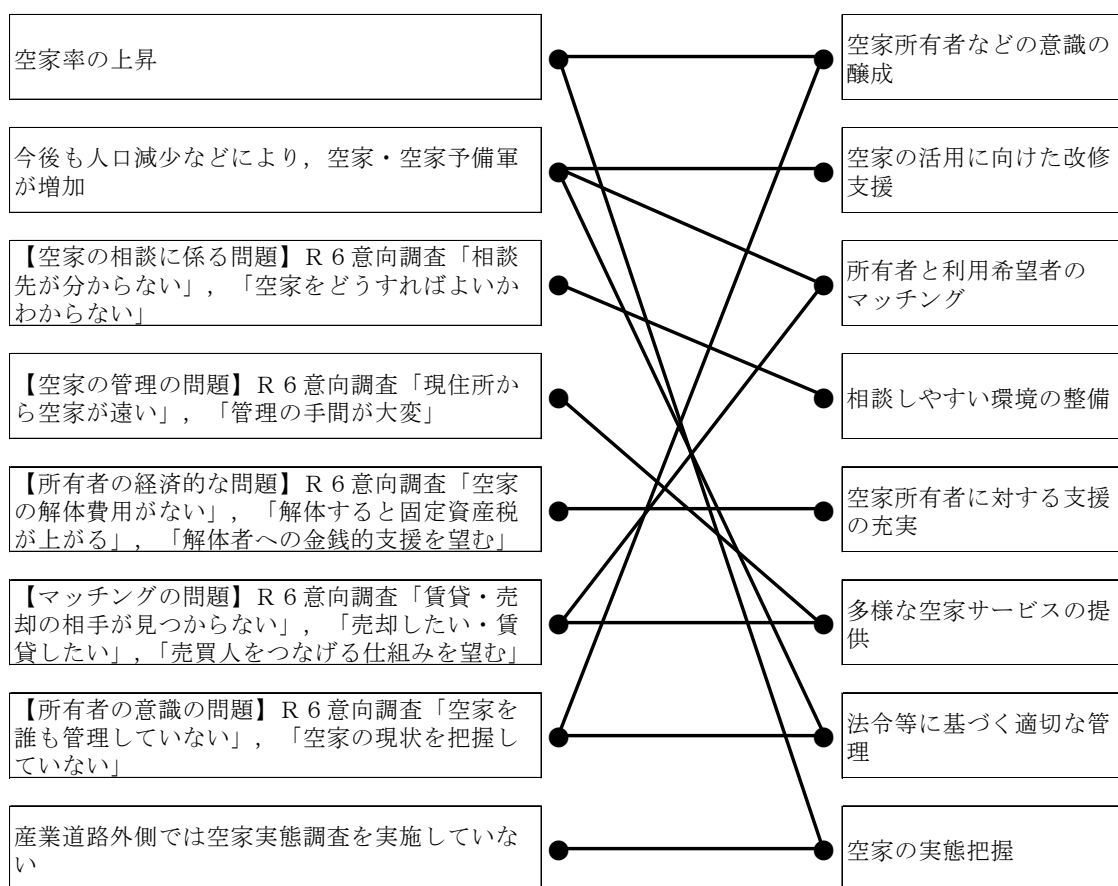 空家率の上昇
空家所有者などの意識の
醸成
今後も人口減少などにより，空家・空家予備軍
が増加
空家の活用に向けた改修
支援
【空家の相談に係る問題】Ｒ６意向調査「相談
先が分からない」，「空家をどうすればよいか
わからない」
所有者と利用希望者の
マッチング
【空家の管理の問題】Ｒ６意向調査「現住所か
ら空家が遠い」，「管理の手間が大変」
相談しやすい環境の整備
【所有者の経済的な問題】Ｒ６意向調査「空家
の解体費用がない」，「解体すると固定資産税
が上がる」，「解体者への金銭的支援を望む」
空家所有者に対する支援
の充実
【マッチングの問題】Ｒ６意向調査「賃貸・売
却の相手が見つからない」，「売却したい・賃
貸したい」，「売買人をつなげる仕組みを望む」
多様な空家サービスの提
供
【所有者の意識の問題】Ｒ６意向調査「空家を
誰も管理していない」，「空家の現状を把握し
ていない」
法令等に基づく適切な管
理
産業道路外側では空家実態調査を実施していな
い
空家の実態把握